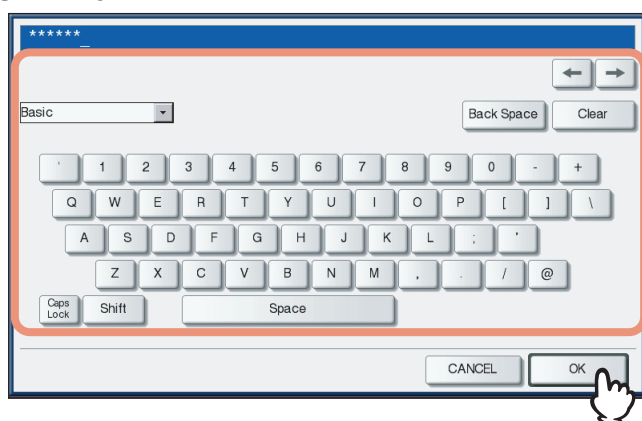 ******_
Basic
Back Space Clear
' 1 2 3 4 5 6 7 8 9 0 - +
Q W E R T Y U I O P [ ] \
A S D F G H J K L ; '
Z X C V B N M , . / @
Caps Lock Shift Space
CANCEL OK